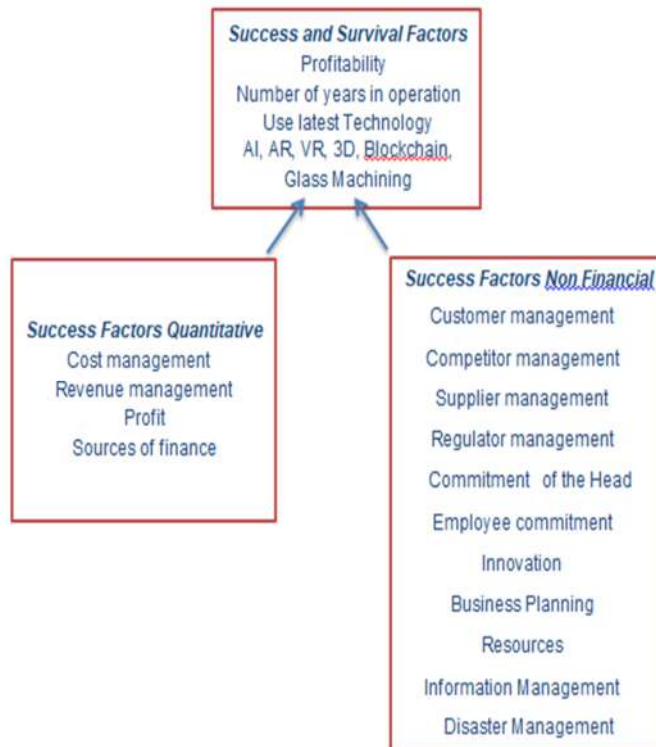 Success and Survival Factors
Profitability
Number of years in operation
Use latest Technology
AI, AR, VR, 3D, Blockchain,
Glass Machining
Success Factors Quantitative
Cost management
Revenue management
Profit
Sources of finance
Success Factors Non Financial
Customer management
Competitor management
Supplier management
Regulator management
Commitment of the Head
Employee commitment
Innovation
Business Planning
Resources
Information Management
Disaster Management